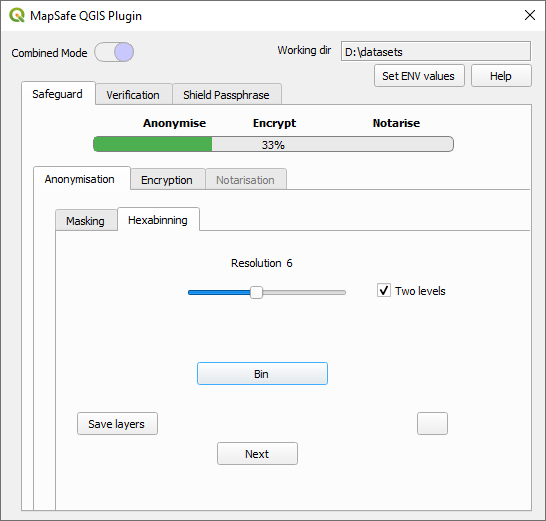 MapSafe QGIS Plugin
Combined Mode
Working dir
D:\datasets
Set ENV values
Help
Safeguard
Verification
Shield Passphrase
Anonymise
Encrypt
Notarise
33%
Anonymisation
Encryption
Notarisation
Masking
Hexabinning
Resolution 6
Two levels
Bin
Save layers
Next